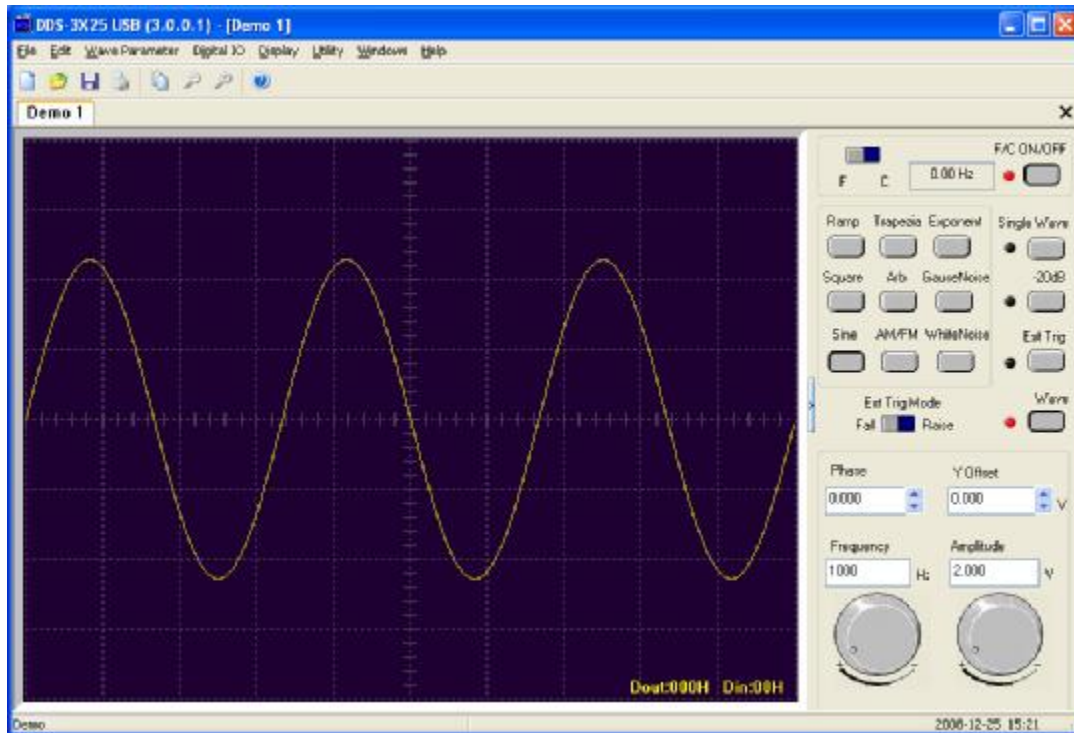 DDS-3X25 USB (3.0.0.1) - [Demo 1]
File Edit Wave Parameter Digital IO Display Utility Windows Help
Demo 1
F/C ON/OFF
F C 0.00 Hz
Ramp Trapezia Exponent Single Wave
Square Arb GauseNoise -20dB
Sine AM/FM WhiteNoise Exit Trig
Ext Trig Mode Wave
Fall Raise
Phase Y Offset
0.000 0.000 V
Frequency Amplitude
1000 Hz 2.000 V
Dout:000H Din:00H
Demo 2008-12-25 15:21